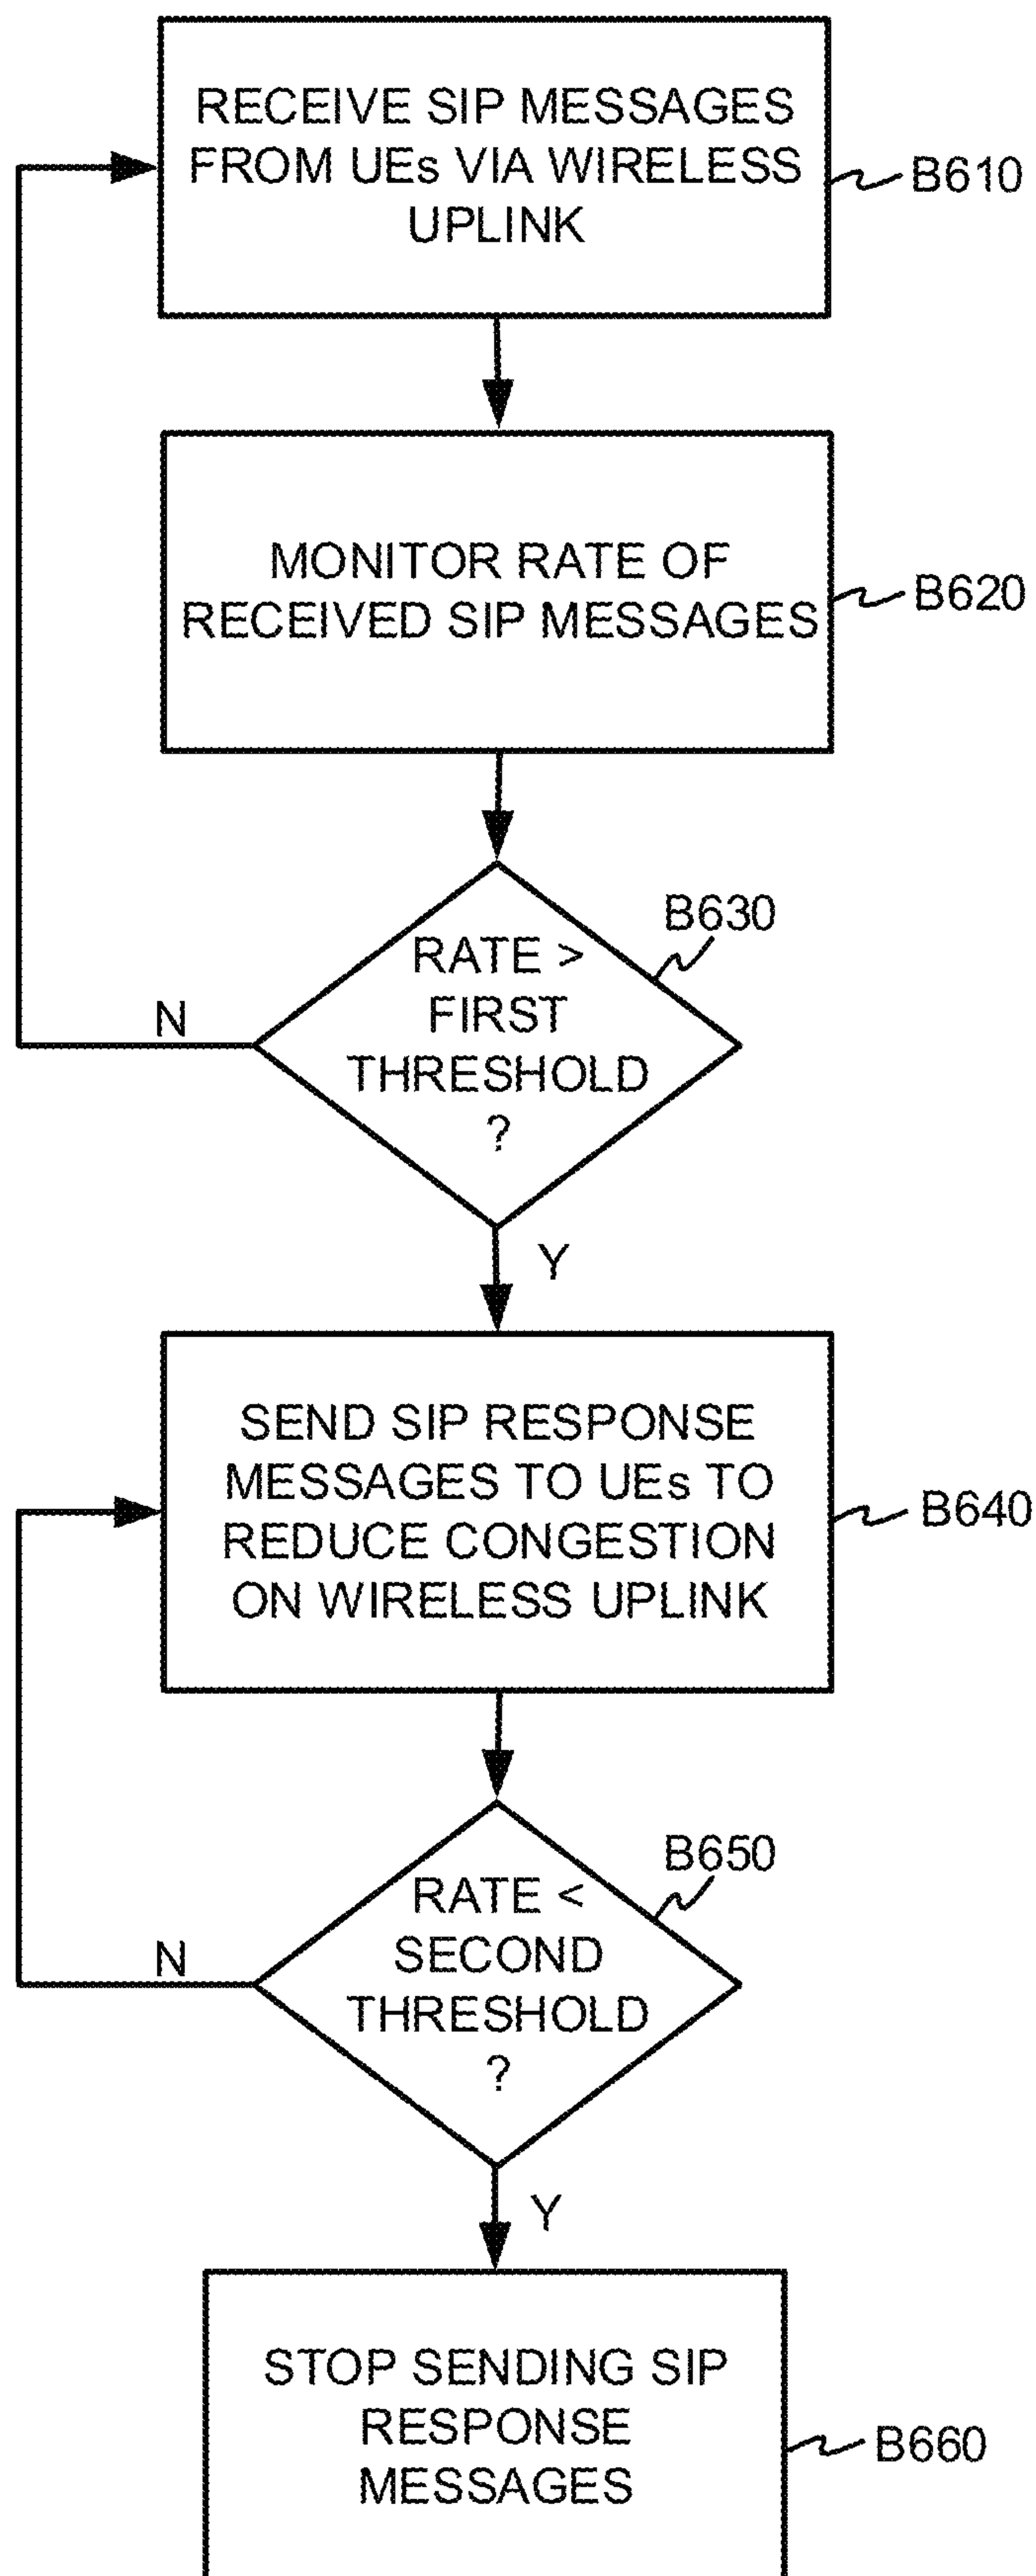 RECEIVE SIP MESSAGES
FROM UEs VIA WIRELESS
UPLINK
B610
MONITOR RATE OF
RECEIVED SIP MESSAGES
B620
B630
RATE >
FIRST
THRESHOLD
?
N
Y
SEND SIP RESPONSE
MESSAGES TO UEs TO
REDUCE CONGESTION
ON WIRELESS UPLINK
B640
B650
RATE <
SECOND
THRESHOLD
?
N
Y
STOP SENDING SIP
RESPONSE
MESSAGES
B660